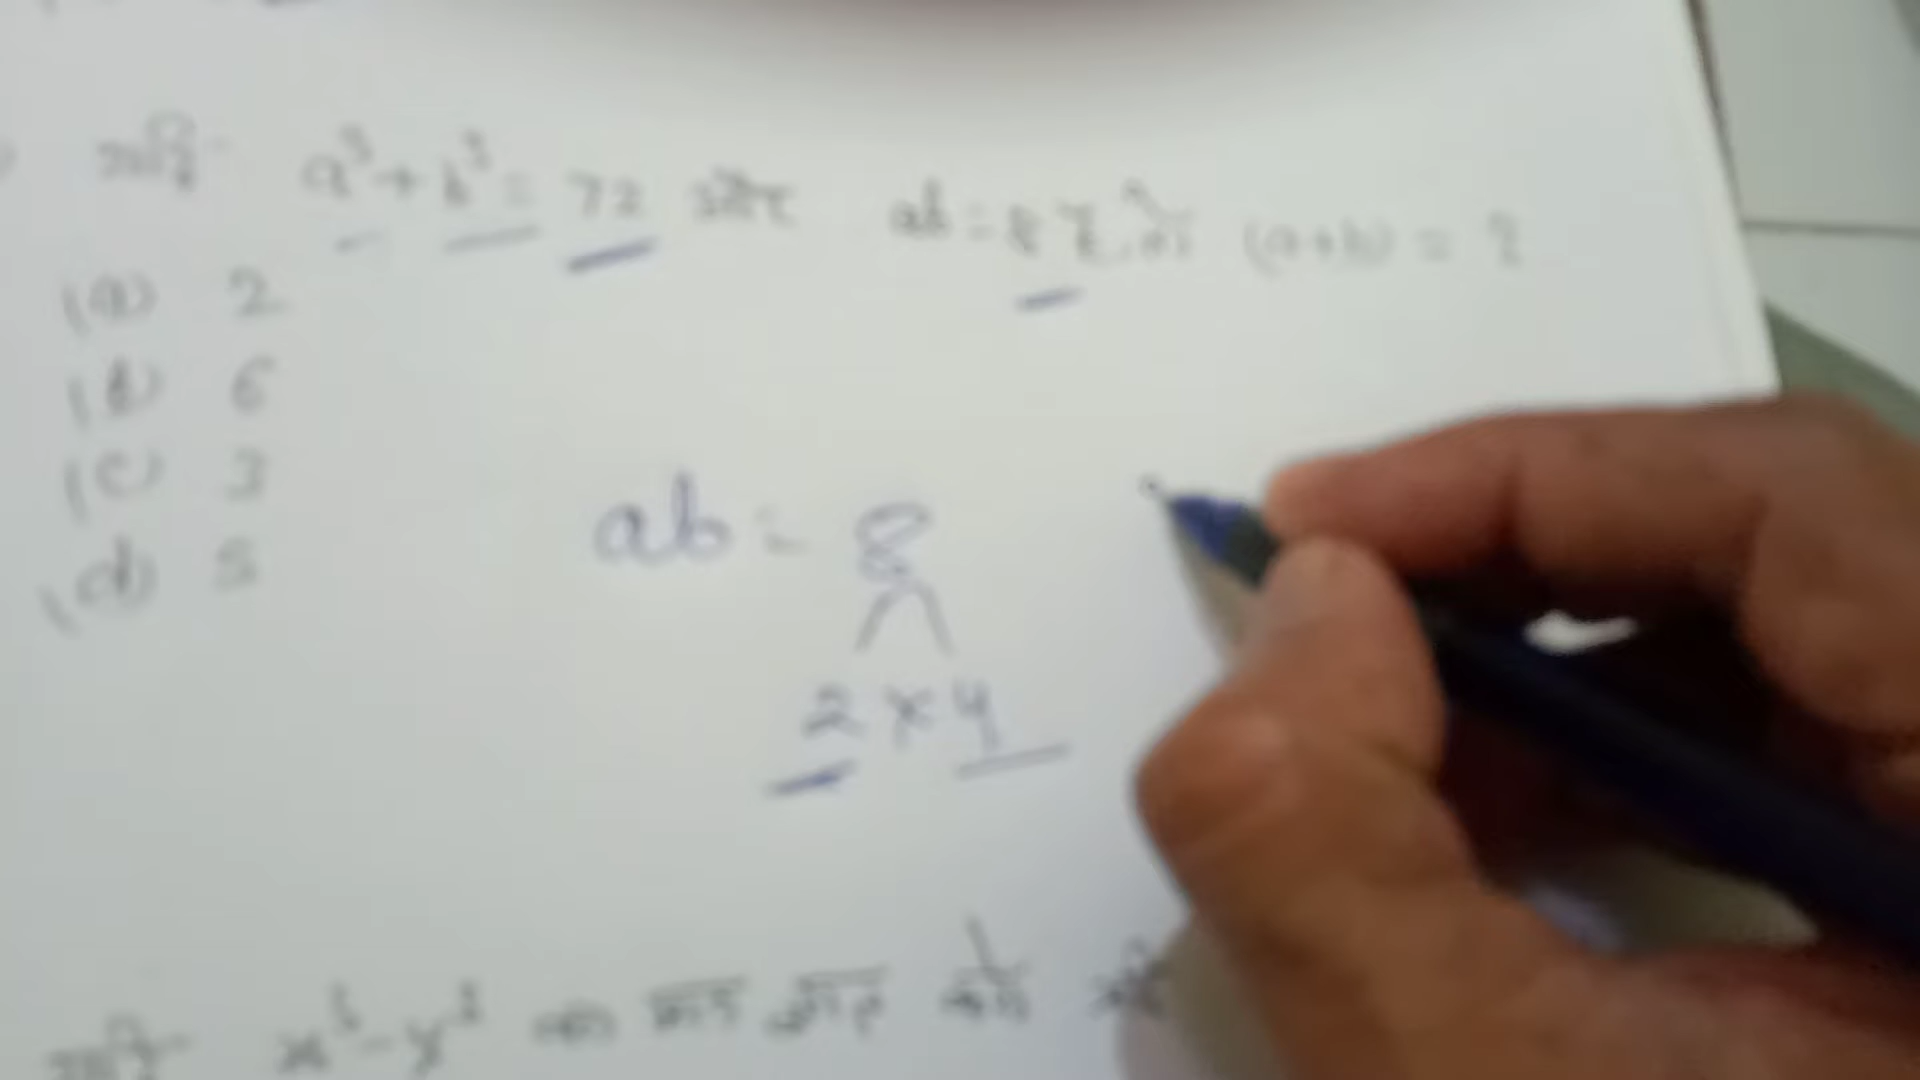 यदि a³ + b³ = 72 और ab = 8 है, तो (a+b) = ?
(a) 2
(b) 6
(c) 3
(d) 5
ab = 8
2 x 4
यदि x³ - y³ का